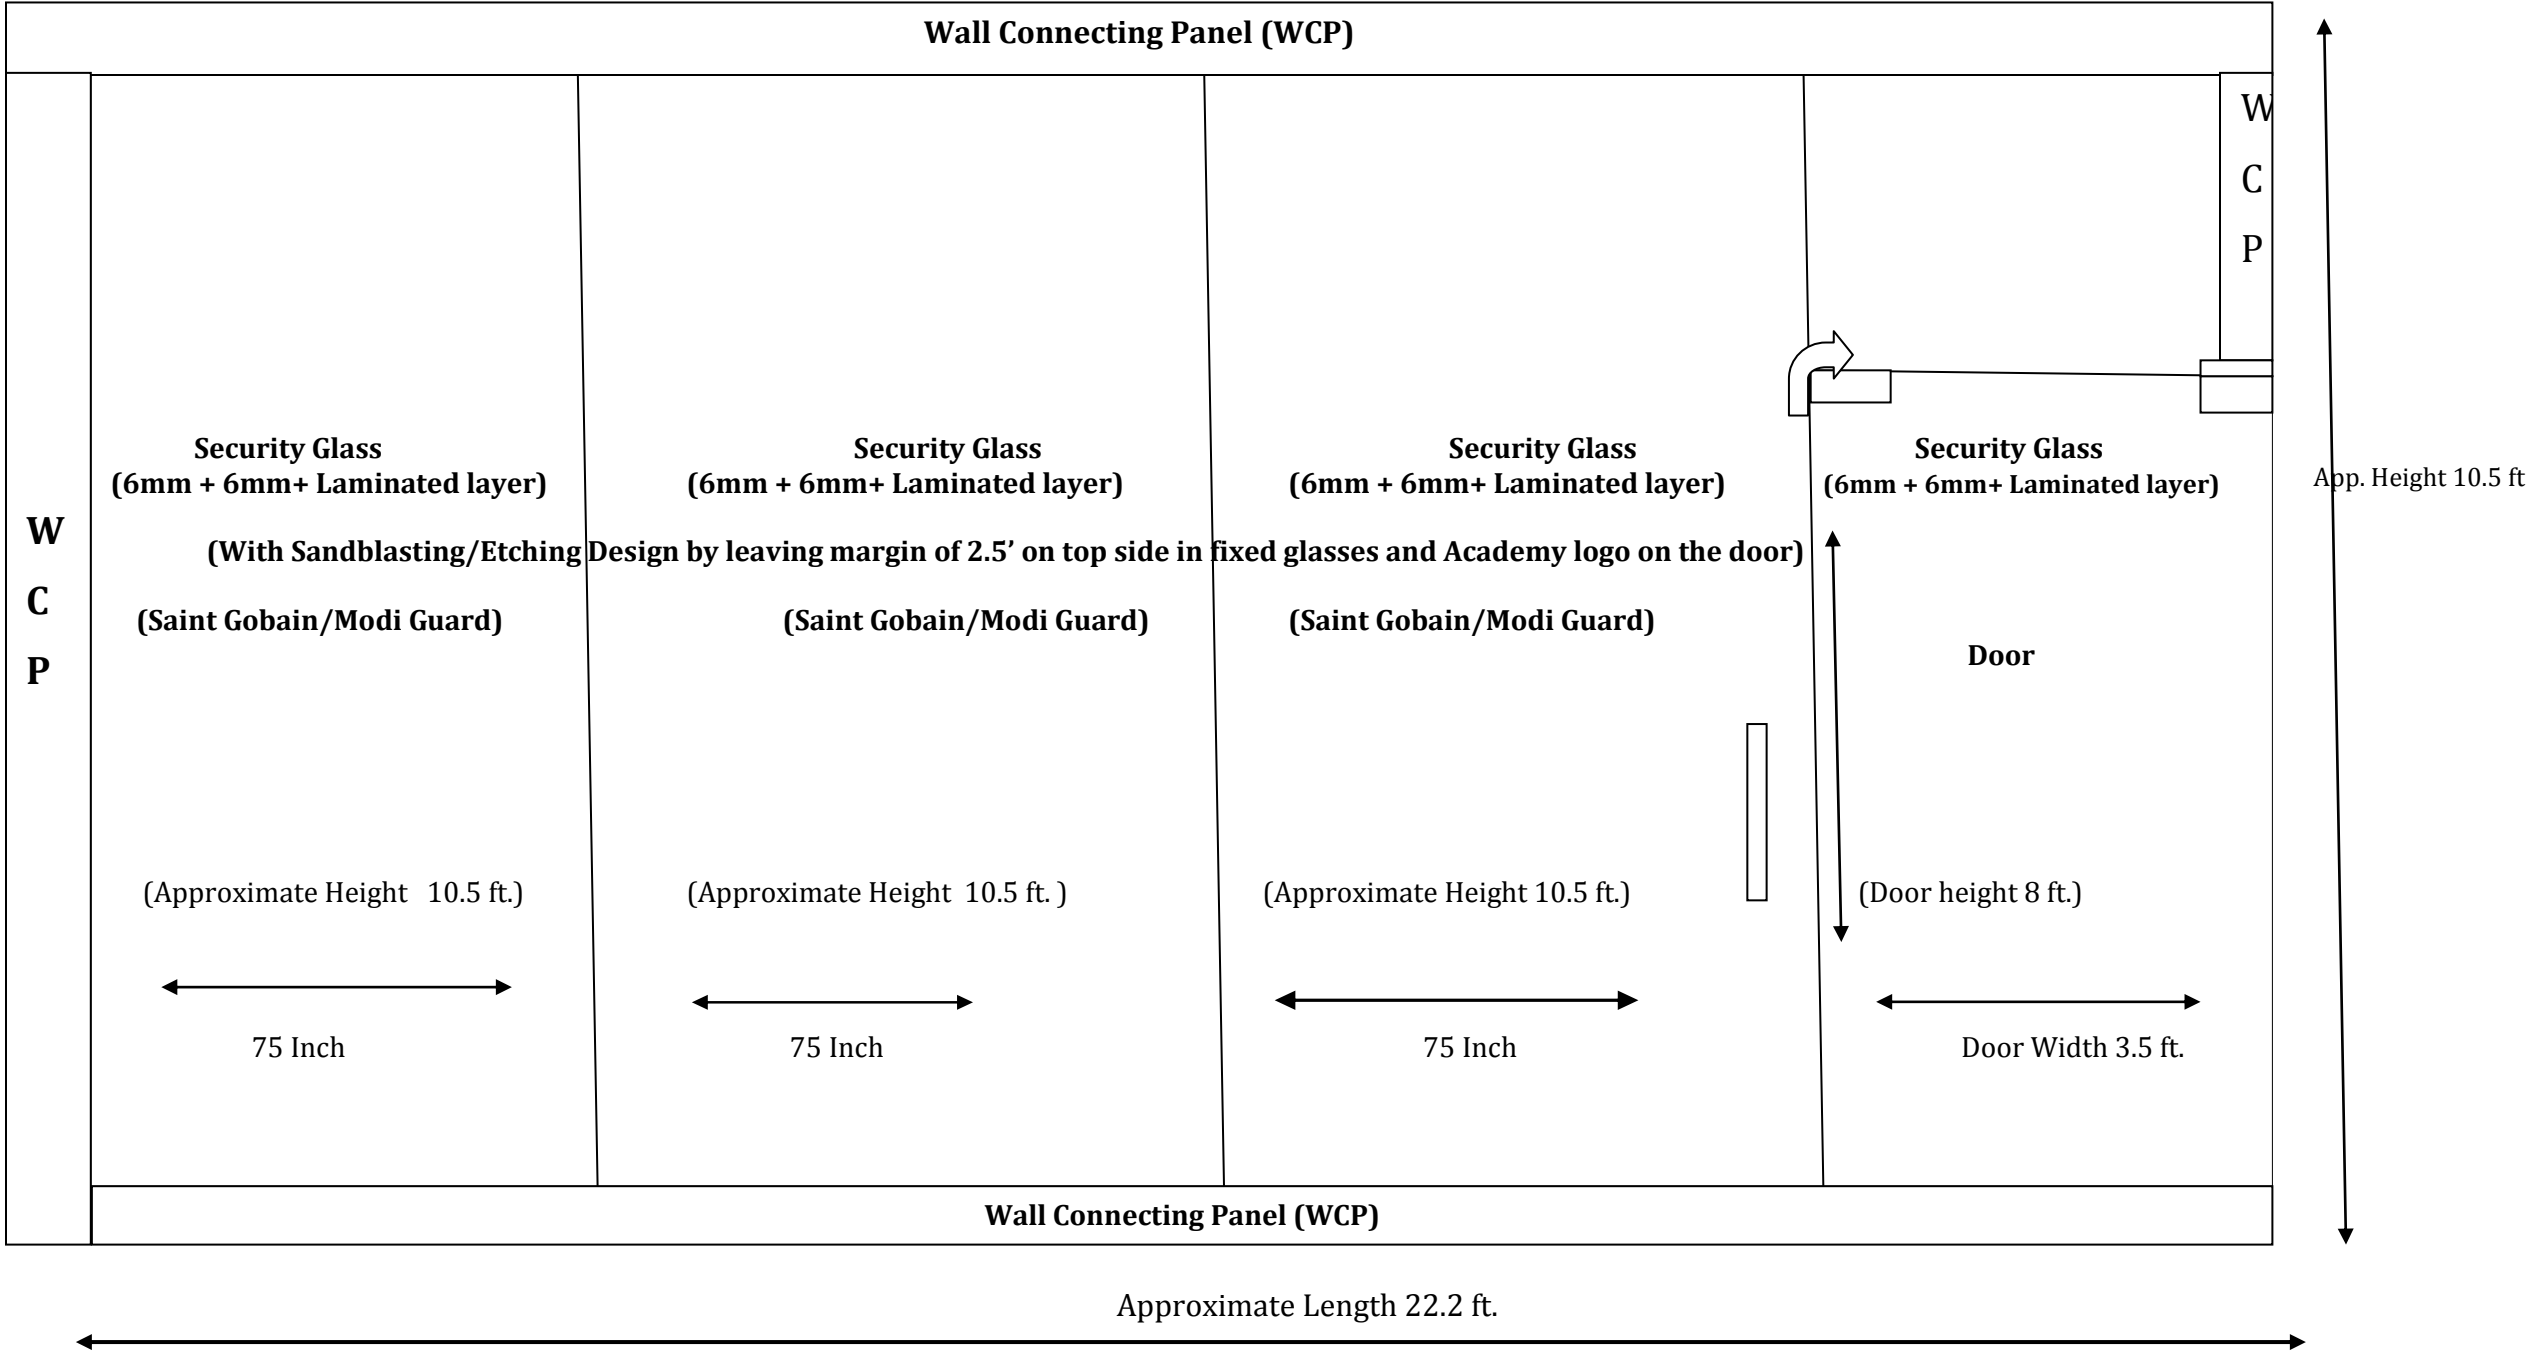 Wall Connecting Panel (WCP)
W
C
P
Security Glass
(6mm + 6mm+ Laminated layer)
Security Glass
(6mm + 6mm+ Laminated layer)
Security Glass
(6mm + 6mm+ Laminated layer)
Security Glass
(6mm + 6mm+ Laminated layer)
App. Height 10.5 ft
W
C
P
(With Sandblasting/Etching Design by leaving margin of 2.5’ on top side in fixed glasses and Academy logo on the door)
(Saint Gobain/Modi Guard)
(Saint Gobain/Modi Guard)
(Saint Gobain/Modi Guard)
Door
(Approximate Height 10.5 ft.)
(Approximate Height 10.5 ft. )
(Approximate Height 10.5 ft.)
(Door height 8 ft.)
75 Inch
75 Inch
75 Inch
Door Width 3.5 ft.
Wall Connecting Panel (WCP)
Approximate Length 22.2 ft.